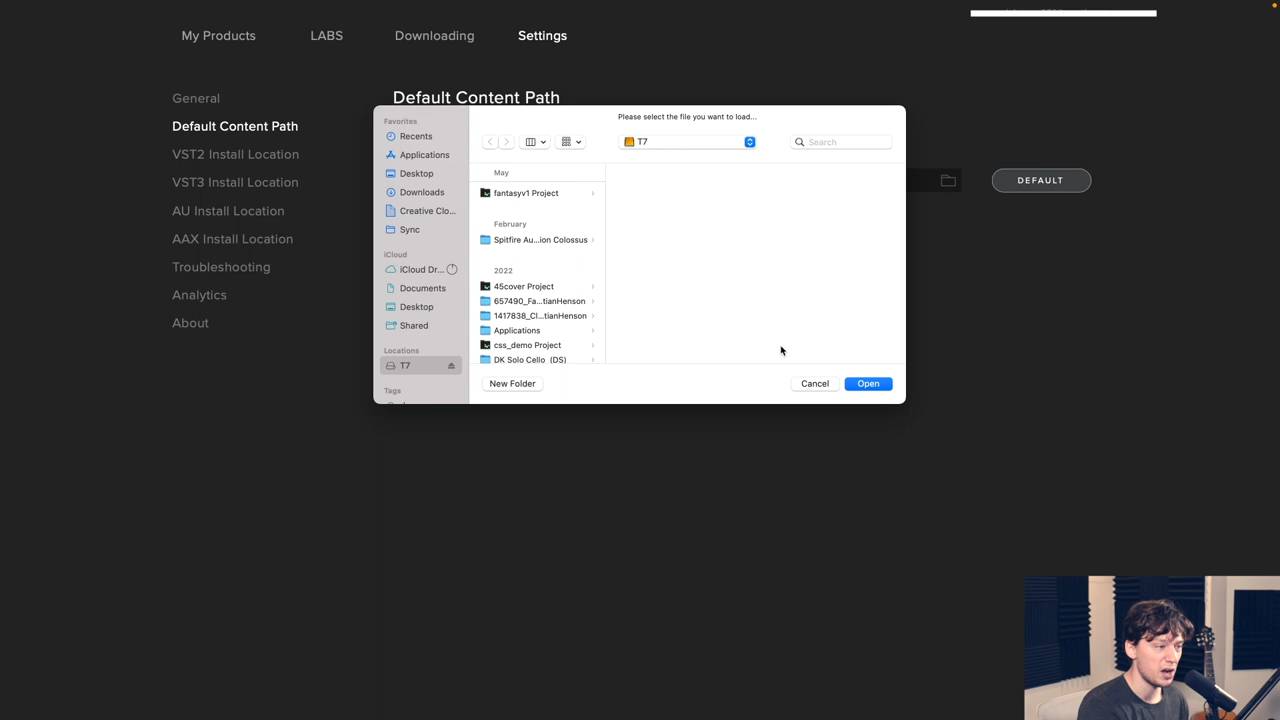 My Products
LABS
Downloading
Settings
General
Default Content Path
VST2 Install Location
VST3 Install Location
AU Install Location
AAX Install Location
Troubleshooting
Analytics
About
Default Content Path
DEFAULT
Please select the file you want to load...
T7
Search
Favorites
Recents
Applications
Desktop
Downloads
Creative Clo...
Sync
iCloud
iCloud Dr...
Documents
Desktop
Shared
Locations
T7
Tags
May
fantasyv1 Project
February
Spitfire Au...ion Colossus
2022
45cover Project
657490_Fa...tianHenson
1417838_Cl...tianHenson
Applications
css_demo Project
DK Solo Cello (DS)
New Folder
Cancel
Open